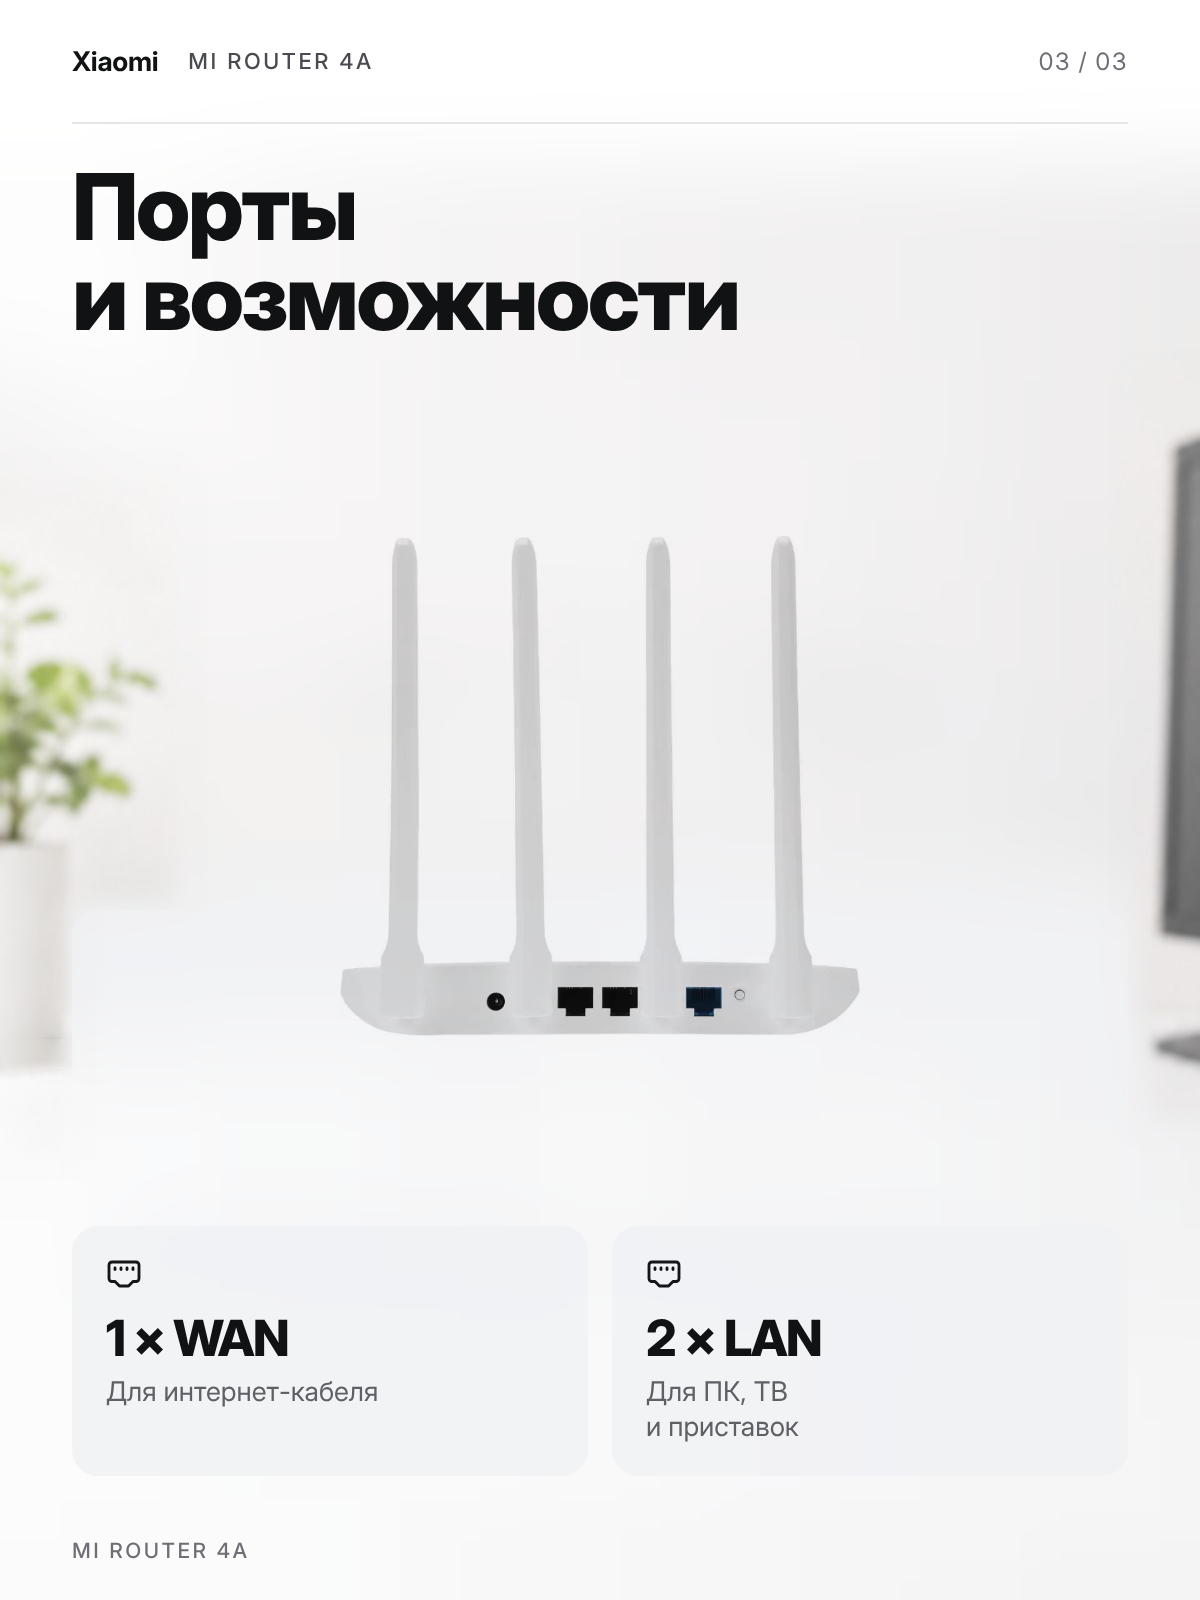 Xiaomi MI ROUTER 4A 03 / 03
Порты
и возможности
1 × WAN
Для интернет-кабеля
2 × LAN
Для ПК, ТВ
и приставок
MI ROUTER 4A